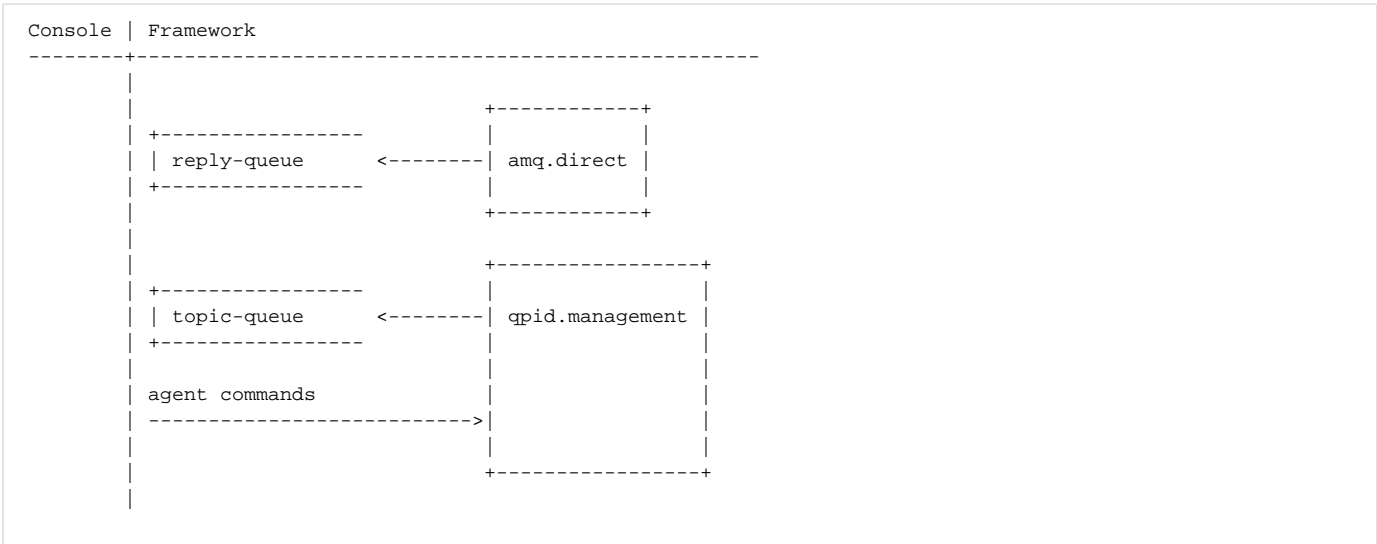 Console | Framework
reply-queue <--------| amq.direct |
topic-queue <--------| qpid.management |
agent commands